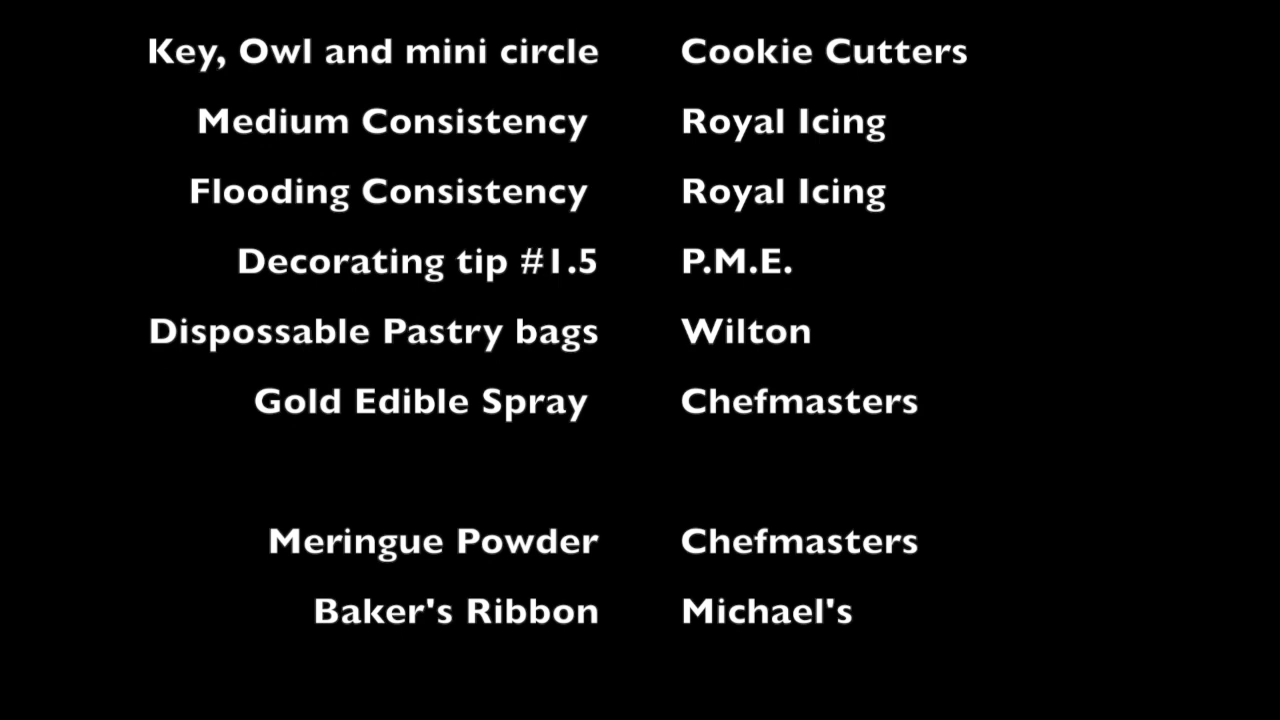 Key, Owl and mini circle Cookie Cutters
Medium Consistency Royal Icing
Flooding Consistency Royal Icing
Decorating tip #1.5 P.M.E.
Dispossable Pastry bags Wilton
Gold Edible Spray Chefmasters
Meringue Powder Chefmasters
Baker's Ribbon Michael's